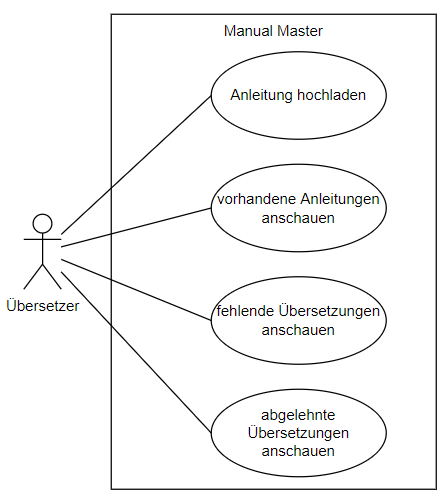 Manual Master
Anleitung hochladen
vorhandene Anleitungen
anschauen
Übersetzer
fehlende Übersetzungen
anschauen
abgelehnte
Übersetzungen
anschauen